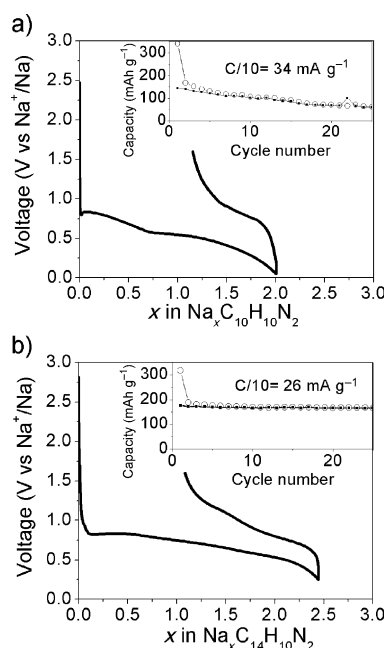 a)
3.0
2.5
2.0
1.5
1.0
0.5
0.0
Voltage (V vs Na⁺/Na)
300
200
100
0
Capacity (mAh g⁻¹)
C/10= 34 mA g⁻¹
0 10 20
Cycle number
0.0 0.5 1.0 1.5 2.0 2.5 3.0
x in NaₓC₁₀H₁₀N₂
b)
3.0
2.5
2.0
1.5
1.0
0.5
0.0
Voltage (V vs Na⁺/Na)
400
300
200
100
0
Capacity (mAh g⁻¹)
C/10= 26 mA g⁻¹
0 10 20
Cycle number
0.0 0.5 1.0 1.5 2.0 2.5 3.0
x in NaₓC₁₄H₁₀N₂